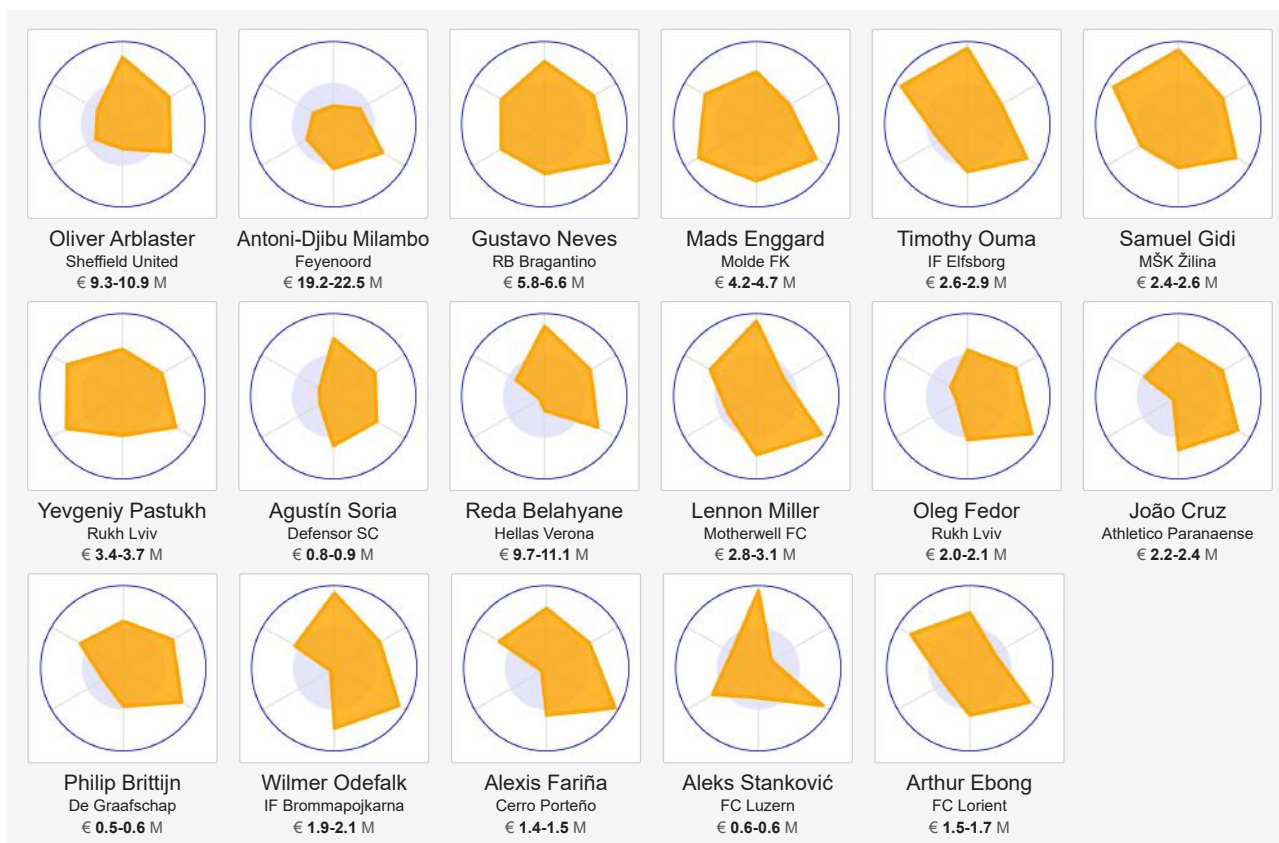 Oliver Arblaster
Sheffield United
€ 9.3-10.9 M
Antoni-Djibu Milambo
Feyenoord
€ 19.2-22.5 M
Gustavo Neves
RB Bragantino
€ 5.8-6.6 M
Mads Enggard
Molde FK
€ 4.2-4.7 M
Timothy Ouma
IF Elfsborg
€ 2.6-2.9 M
Samuel Gidi
MŠK Žilina
€ 2.4-2.6 M
Yevgeniy Pastukh
Rukh Lviv
€ 3.4-3.7 M
Agustín Soria
Defensor SC
€ 0.8-0.9 M
Reda Belahyane
Hellas Verona
€ 9.7-11.1 M
Lennon Miller
Motherwell FC
€ 2.8-3.1 M
Oleg Fedor
Rukh Lviv
€ 2.0-2.1 M
João Cruz
Athletico Paranaense
€ 2.2-2.4 M
Philip Brittijn
De Graafschap
€ 0.5-0.6 M
Wilmer Odefalk
IF Brommapojkarna
€ 1.9-2.1 M
Alexis Fariña
Cerro Porteño
€ 1.4-1.5 M
Aleks Stanković
FC Luzern
€ 0.6-0.6 M
Arthur Ebong
FC Lorient
€ 1.5-1.7 M